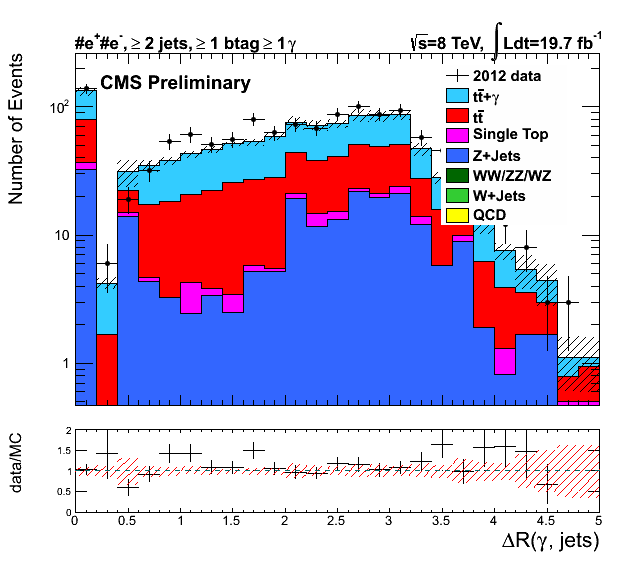 #e⁺#e⁻, ≥ 2 jets, ≥ 1 btag ≥ 1γ
√s=8 TeV, ∫ Ldt=19.7 fb⁻¹
CMS Preliminary
2012 data
tt̄+γ
tt̄
Single Top
Z+Jets
WW/ZZ/WZ
W+Jets
QCD
Number of Events
10²
10
1
data/MC
2
1.5
1
0.5
0
0 0.5 1 1.5 2 2.5 3 3.5 4 4.5 5
ΔR(γ, jets)